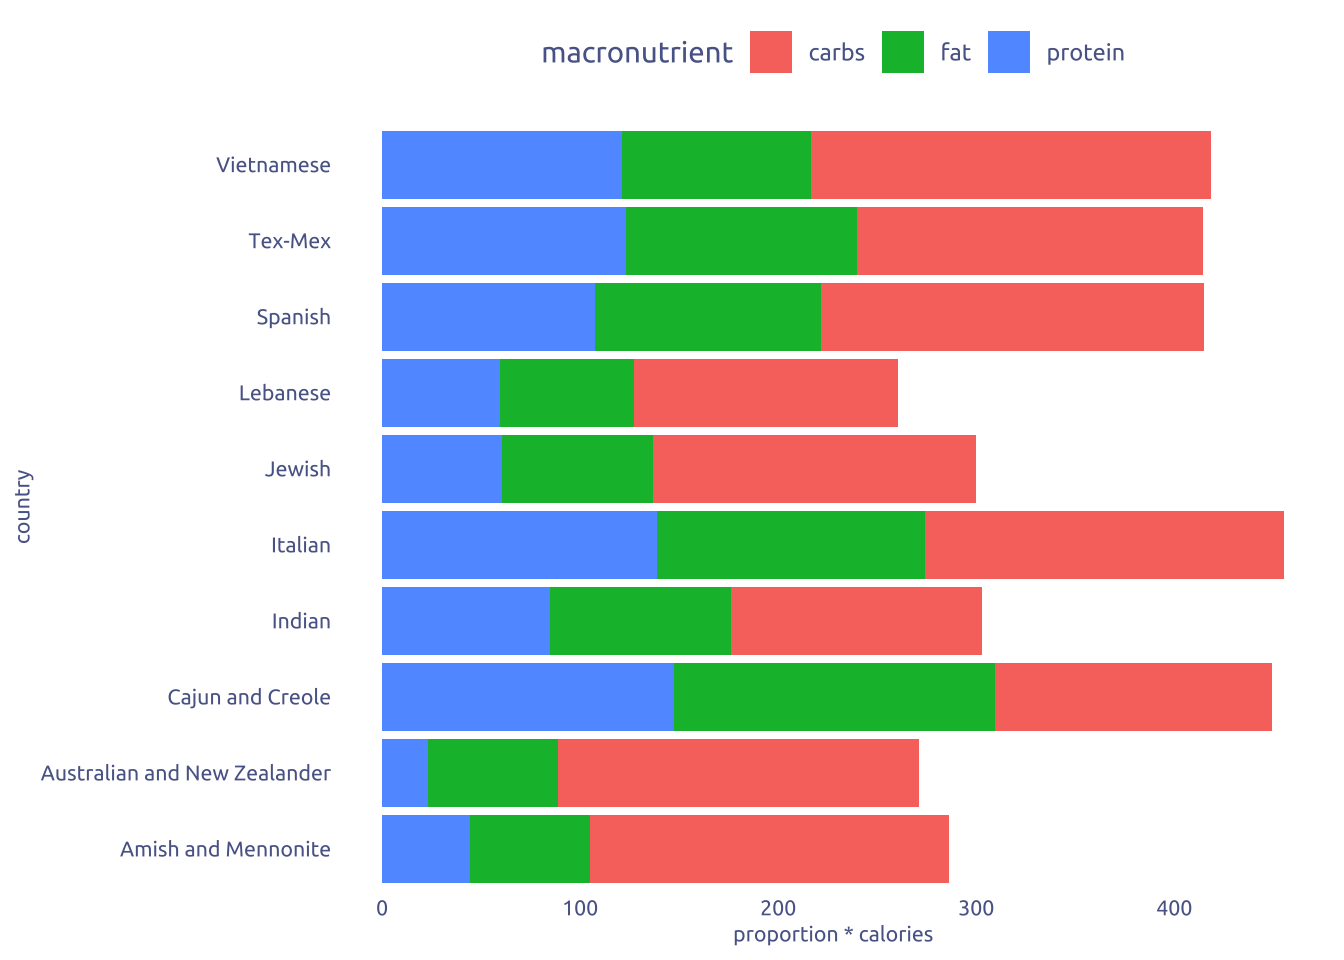 macronutrient carbs fat protein
Vietnamese
Tex-Mex
Spanish
Lebanese
Jewish
country
Italian
Indian
Cajun and Creole
Australian and New Zealander
Amish and Mennonite
0 100 200 300 400
proportion * calories